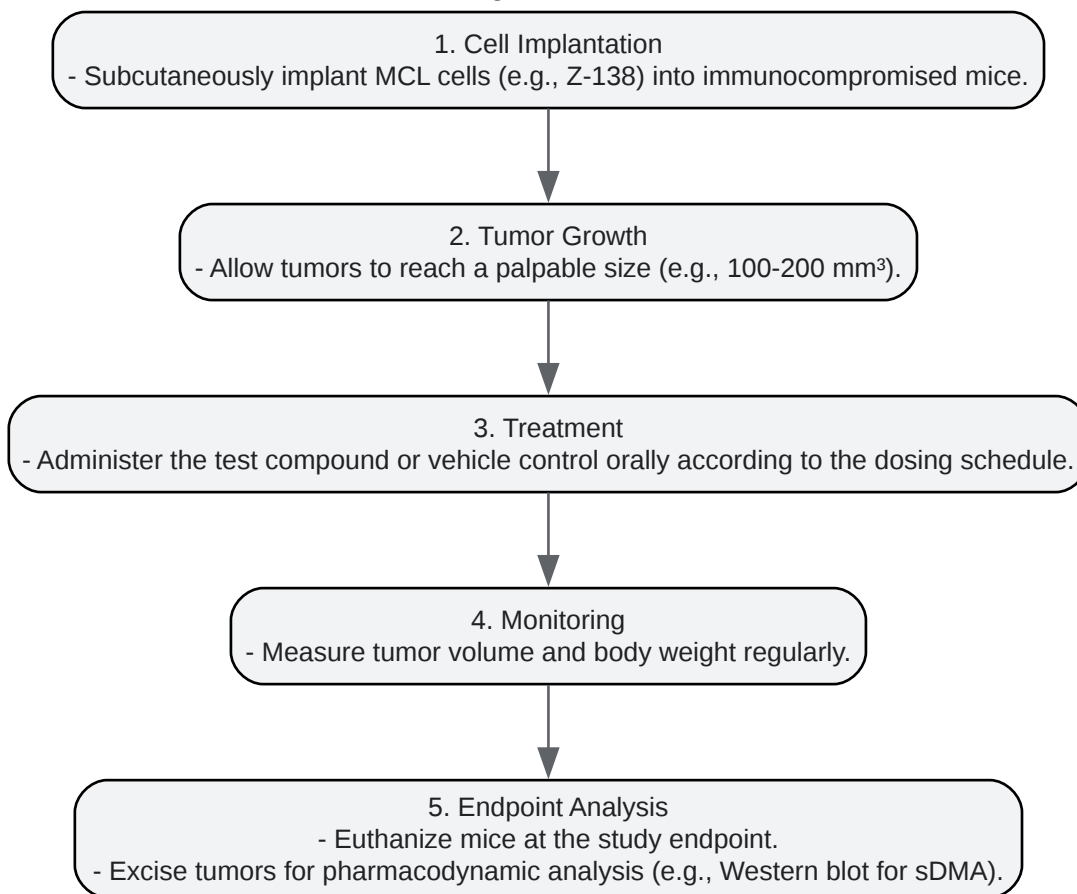 1. Cell Implantation
- Subcutaneously implant MCL cells (e.g., Z-138) into immunocompromised mice.
2. Tumor Growth
- Allow tumors to reach a palpable size (e.g., 100-200 mm³).
3. Treatment
- Administer the test compound or vehicle control orally according to the dosing schedule.
4. Monitoring
- Measure tumor volume and body weight regularly.
5. Endpoint Analysis
- Euthanize mice at the study endpoint.
- Excise tumors for pharmacodynamic analysis (e.g., Western blot for sDMA).